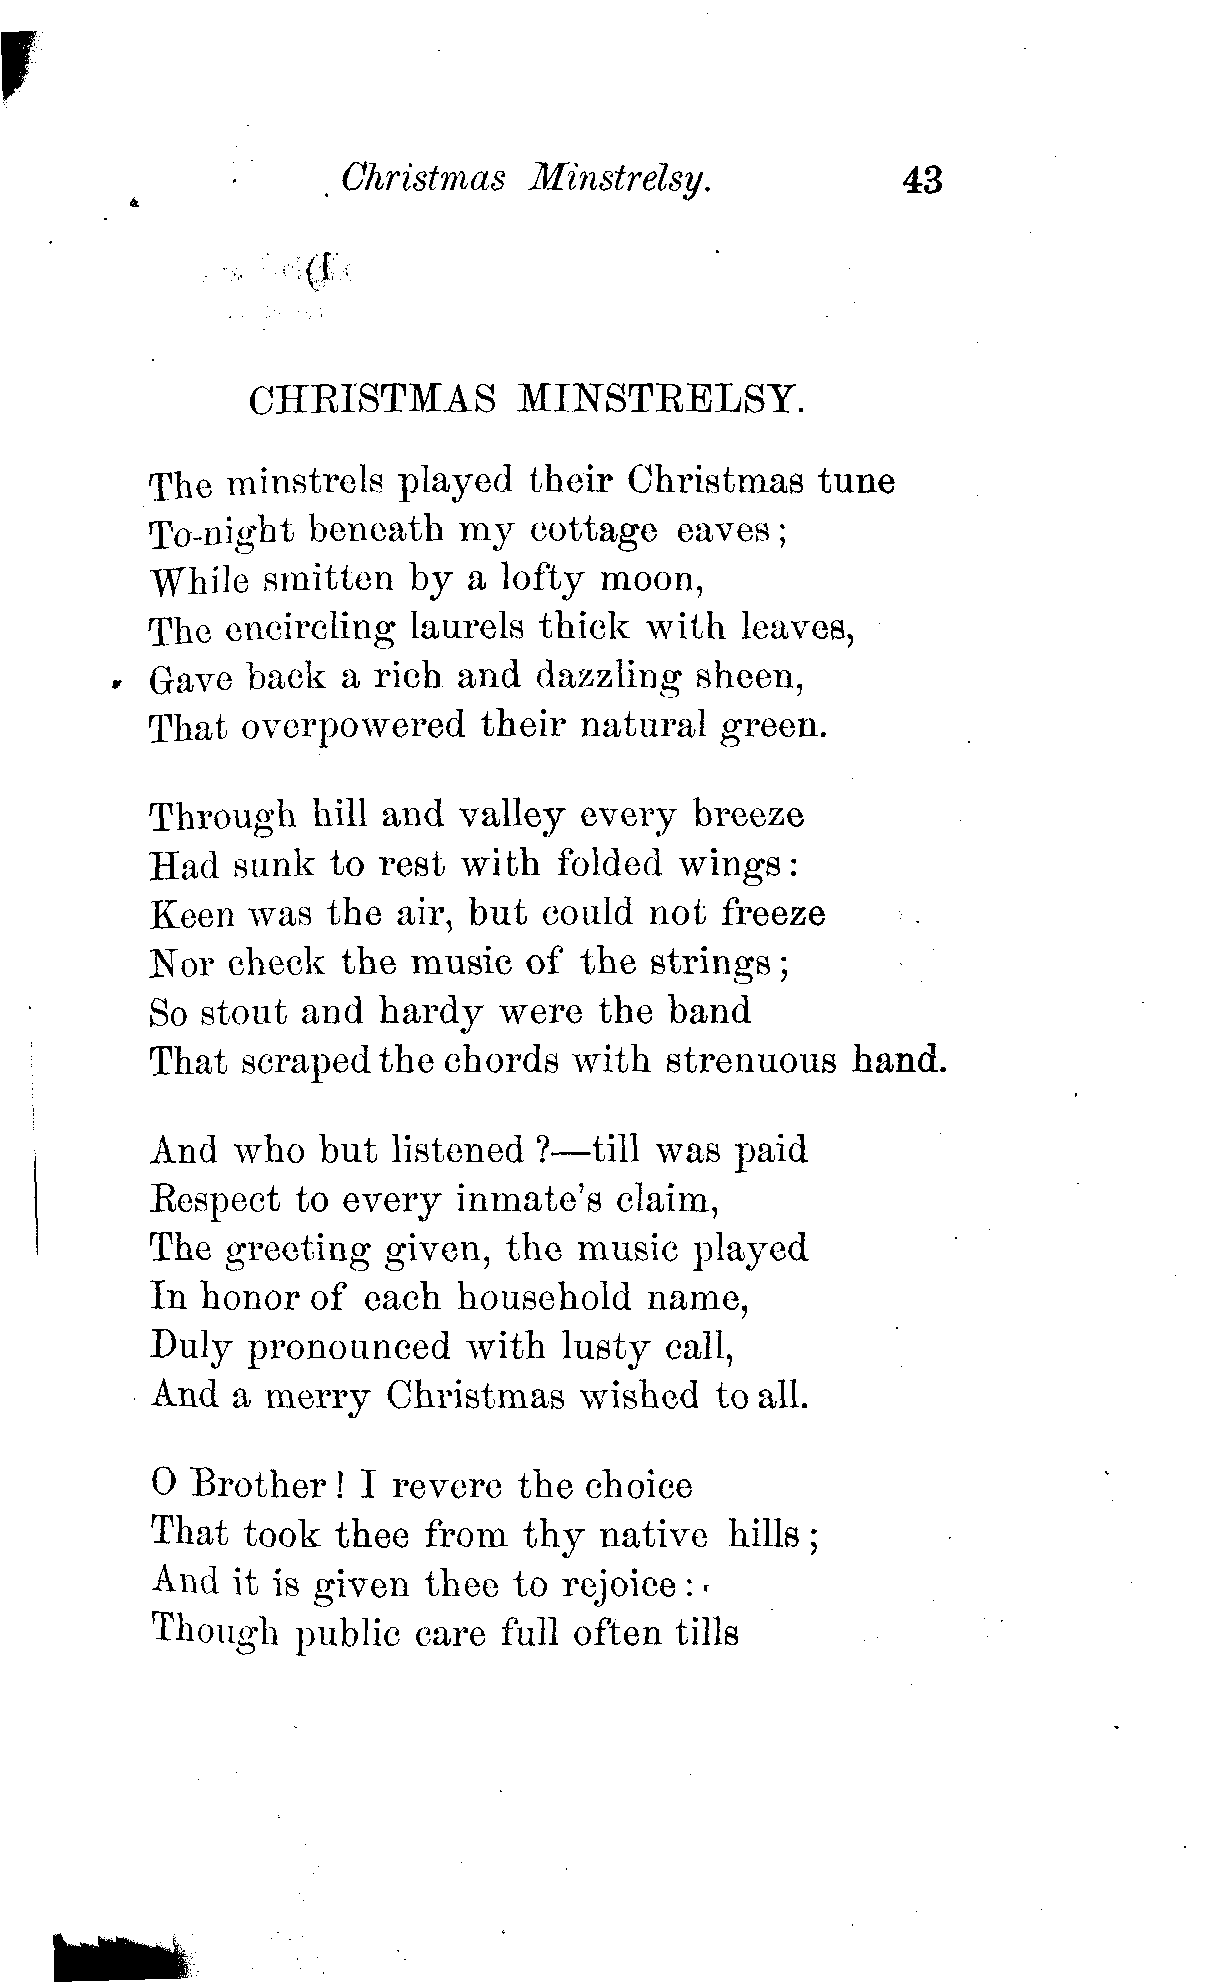 Christmas Minstrelsy. 43
CHRISTMAS MINSTRELSY.
The minstrels played their Christmas tune
To-night beneath my cottage eaves;
While smitten by a lofty moon,
The encircling laurels thick with leaves,
Gave back a rich and dazzling sheen,
That overpowered their natural green.
Through hill and valley every breeze
Had sunk to rest with folded wings:
Keen was the air, but could not freeze
Nor check the music of the strings;
So stout and hardy were the band
That scraped the chords with strenuous hand.
And who but listened ?—till was paid
Respect to every inmate's claim,
The greeting given, the music played
In honor of each household name,
Duly pronounced with lusty call,
And a merry Christmas wished to all.
O Brother! I revere the choice
That took thee from thy native hills;
And it is given thee to rejoice:
Though public care full often tills